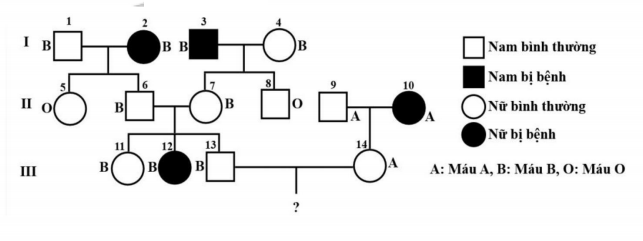 1 2 3 4
I B B B B
Nam bình thường
5 6 7 8 9 10
Nam bị bệnh
II O B B O A A
Nữ bình thường
11 12 13 14
Nữ bị bệnh
III B B B A
A: Máu A, B: Máu B, O: Máu O
?